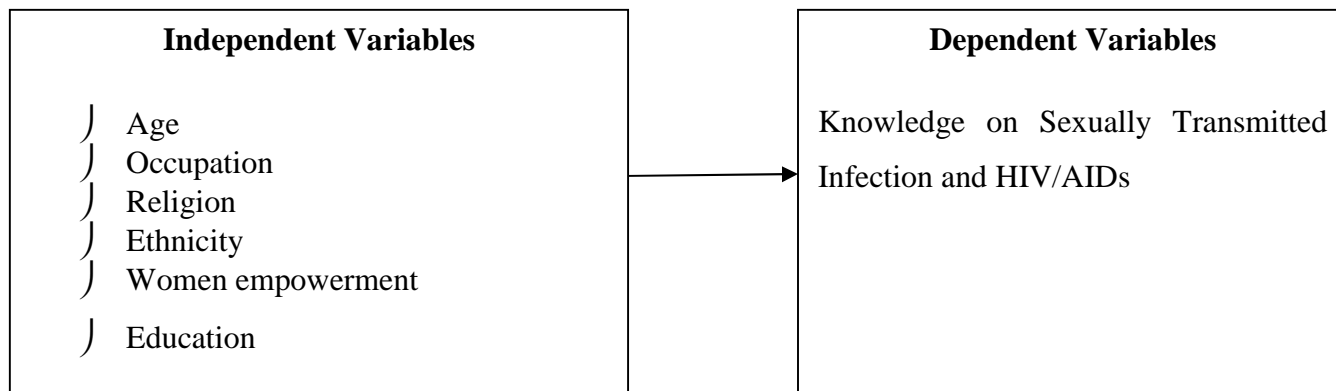 Independent Variables
⌡ Age
⌡ Occupation
⌡ Religion
⌡ Ethnicity
⌡ Women empowerment
⌡ Education
Dependent Variables
Knowledge on Sexually Transmitted
Infection and HIV/AIDs